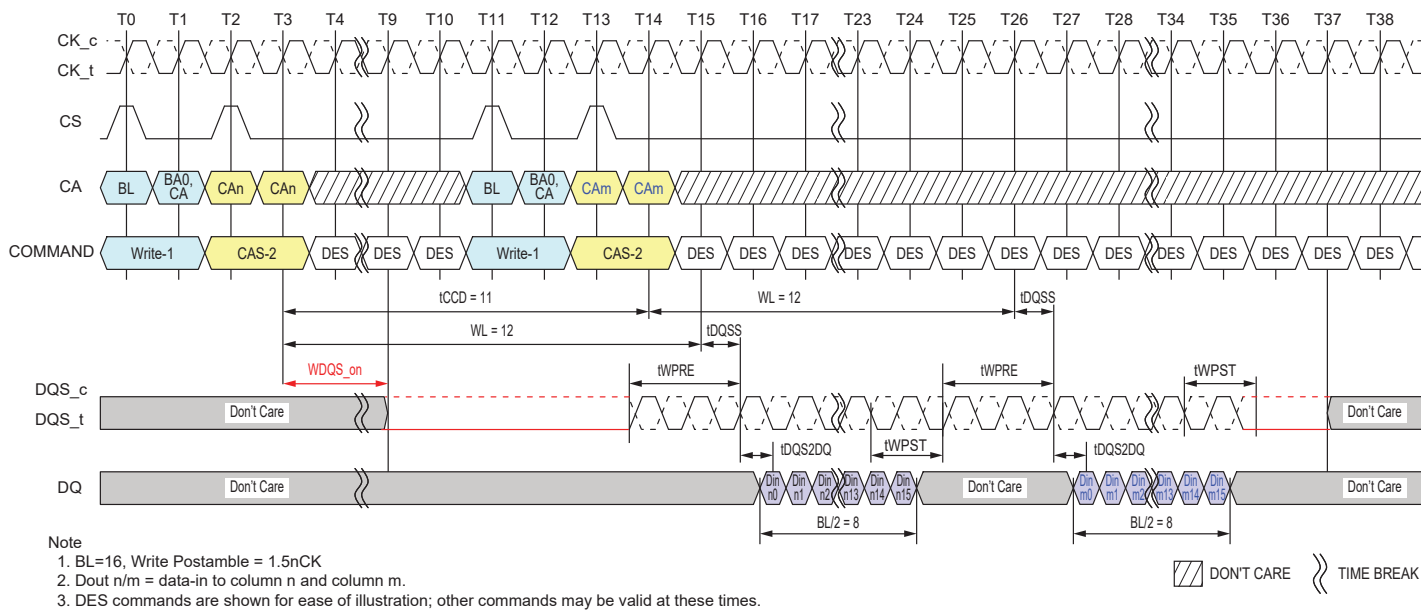 T0 T1 T2 T3 T4 T9 T10 T11 T12 T13 T14 T15 T16 T17 T23 T24 T25 T26 T27 T28 T34 T35 T36 T37 T38
CK_c
CK_t
CS
CA BL BA0, CA CAn CAn BL BA0, CA CAm CAm
COMMAND Write-1 CAS-2 DES DES DES Write-1 CAS-2 DES DES DES DES DES DES DES DES DES DES DES DES DES DES
tCCD = 11 WL = 12 tDQSS
WL = 12 tDQSS
WDQS_on tWPRE tWPRE tWPST
DQS_c
DQS_t Don't Care Don't Care
tDQS2DQ tWPST tDQS2DQ
DQ Don't Care Din n0 Din n1 Din n2 Din n13 Din n14 Din n15 Don't Care Din m0 Din m1 Din m2 Din m13 Din m14 Din m15 Don't Care
BL/2 = 8 BL/2 = 8
Note
1. BL=16, Write Postamble = 1.5nCK
2. Dout n/m = data-in to column n and column m.
3. DES commands are shown for ease of illustration; other commands may be valid at these times.
DON'T CARE TIME BREAK